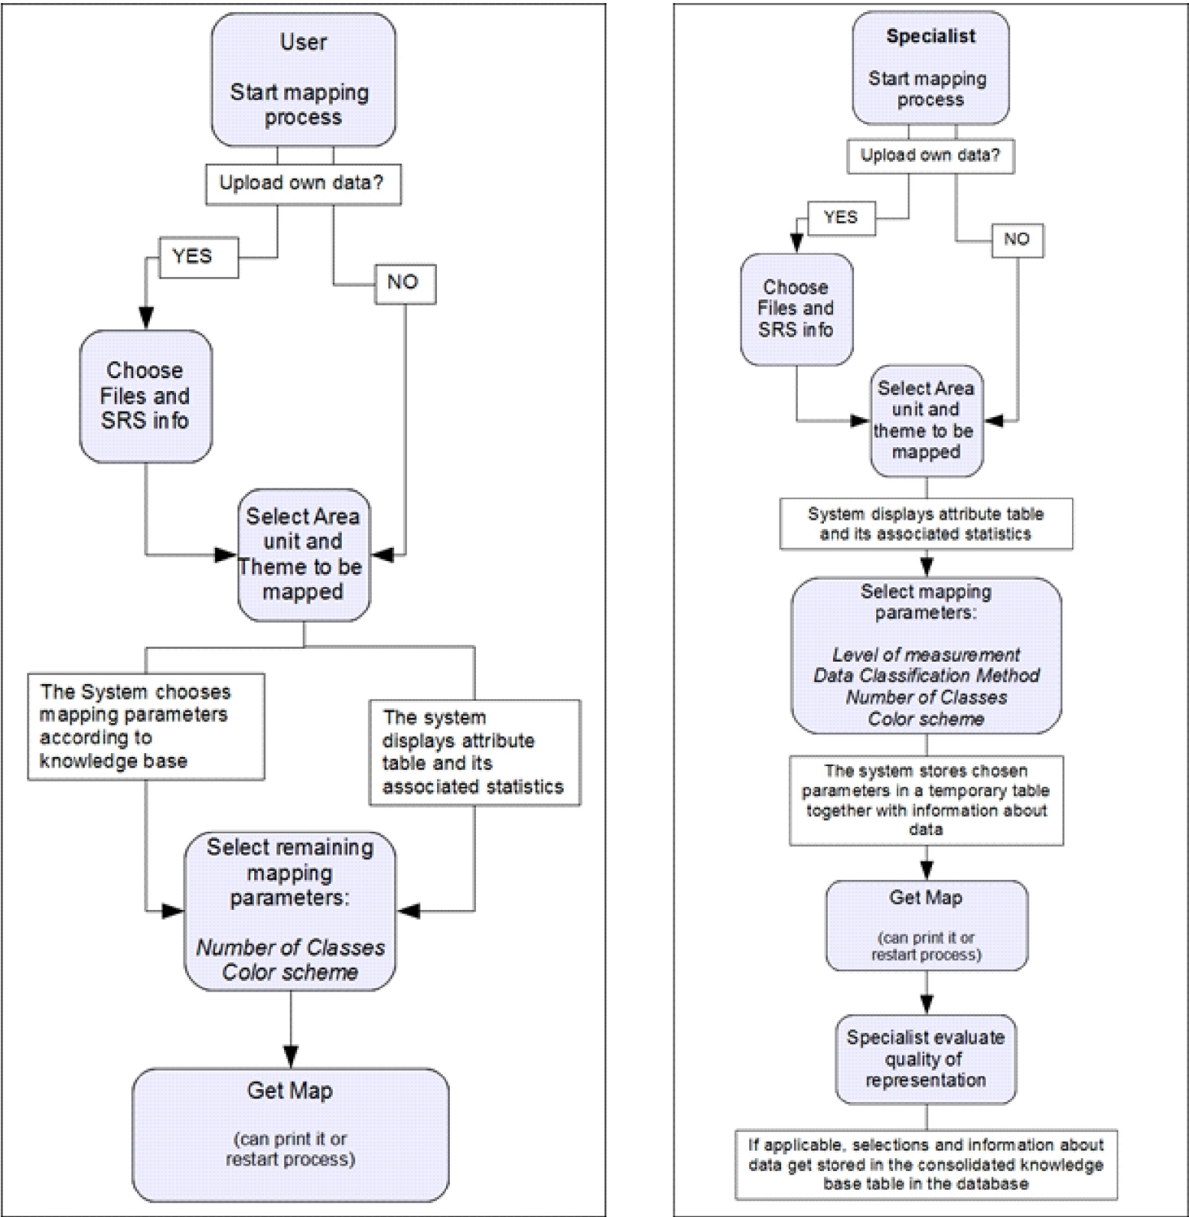 User
Start mapping
process
Upload own data?
YES
NO
Choose
Files and
SRS info
Select Area
unit and
Theme to be
mapped
The System chooses
mapping parameters
according to
knowledge base
The system
displays attribute
table and its
associated statistics
Select remaining
mapping
parameters:
Number of Classes
Color scheme
Get Map
(can print it or
restart process)
Specialist
Start mapping
process
Upload own data?
YES
NO
Choose
Files and
SRS info
Select Area
unit and
theme to be
mapped
System displays attribute table
and its associated statistics
Select mapping
parameters:
Level of measurement
Data Classification Method
Number of Classes
Color scheme
The system stores chosen
parameters in a temporary table
together with information about
data
Get Map
(can print it or
restart process)
Specialist evaluate
quality of
representation
If applicable, selections and information about
data get stored in the consolidated knowledge
base table in the database